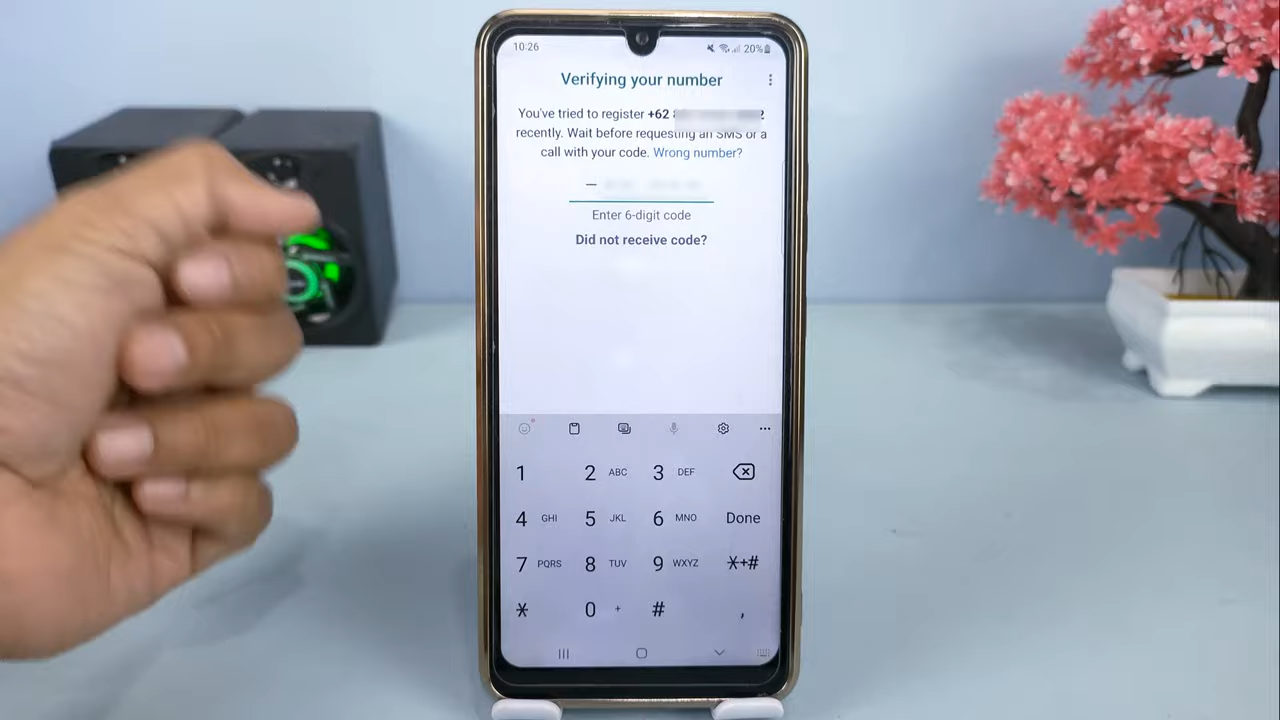 10:26 20%
Verifying your number
You've tried to register +62 8 2
recently. Wait before requesting an SMS or a
call with your code. Wrong number?
–
Enter 6-digit code
Did not receive code?
1 2 ABC 3 DEF
4 GHI 5 JKL 6 MNO Done
7 PQRS 8 TUV 9 WXYZ *+#
* 0 + # ,